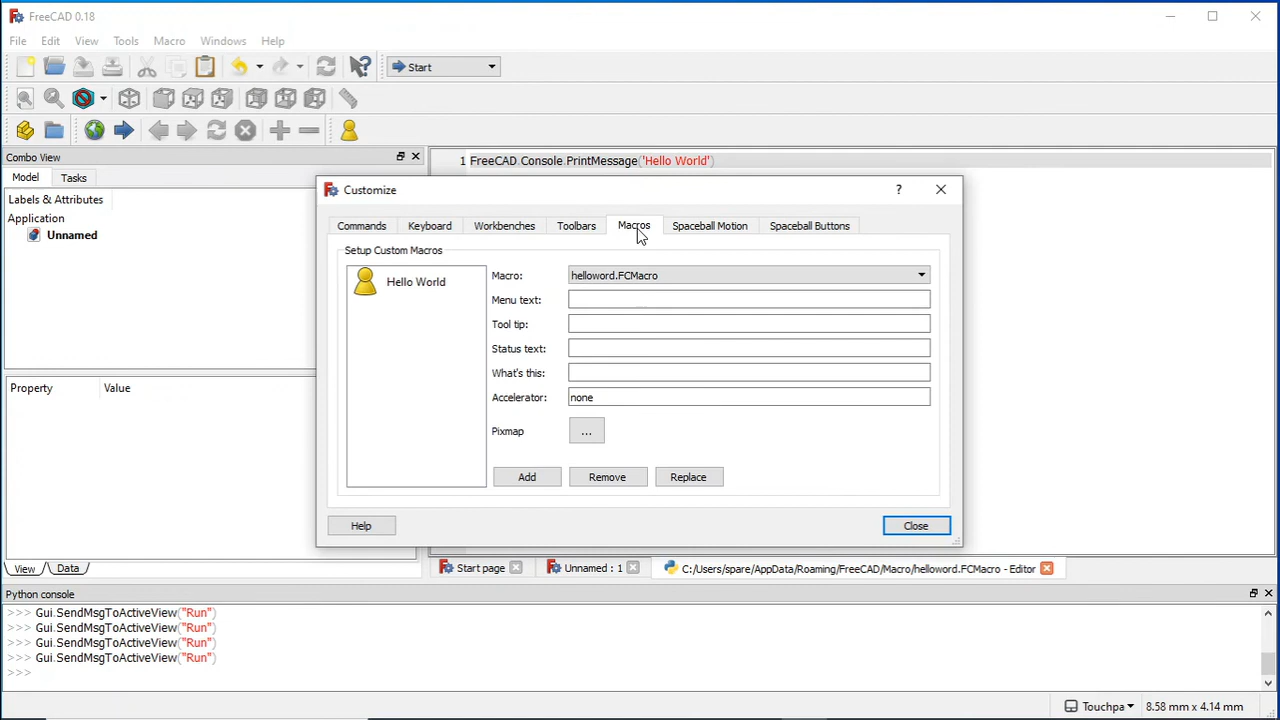 FreeCAD 0.18
File Edit View Tools Macro Windows Help
Start
Combo View
Model Tasks
Labels & Attributes
Application
Unnamed
Property Value
View Data
1 FreeCAD.Console.PrintMessage('Hello World')
Customize ?
Commands Keyboard Workbenches Toolbars Macros Spaceball Motion Spaceball Buttons
Setup Custom Macros
Hello World
Macro: helloword.FCMacro
Menu text:
Tool tip:
Status text:
What's this:
Accelerator: none
Pixmap ...
Add Remove Replace
Help Close
Start page Unnamed : 1 C:/Users/spare/AppData/Roaming/FreeCAD/Macro/helloword.FCMacro - Editor
Python console
>>> Gui.SendMsgToActiveView("Run")
>>> Gui.SendMsgToActiveView("Run")
>>> Gui.SendMsgToActiveView("Run")
>>> Gui.SendMsgToActiveView("Run")
>>>
Touchpa 8.58 mm x 4.14 mm